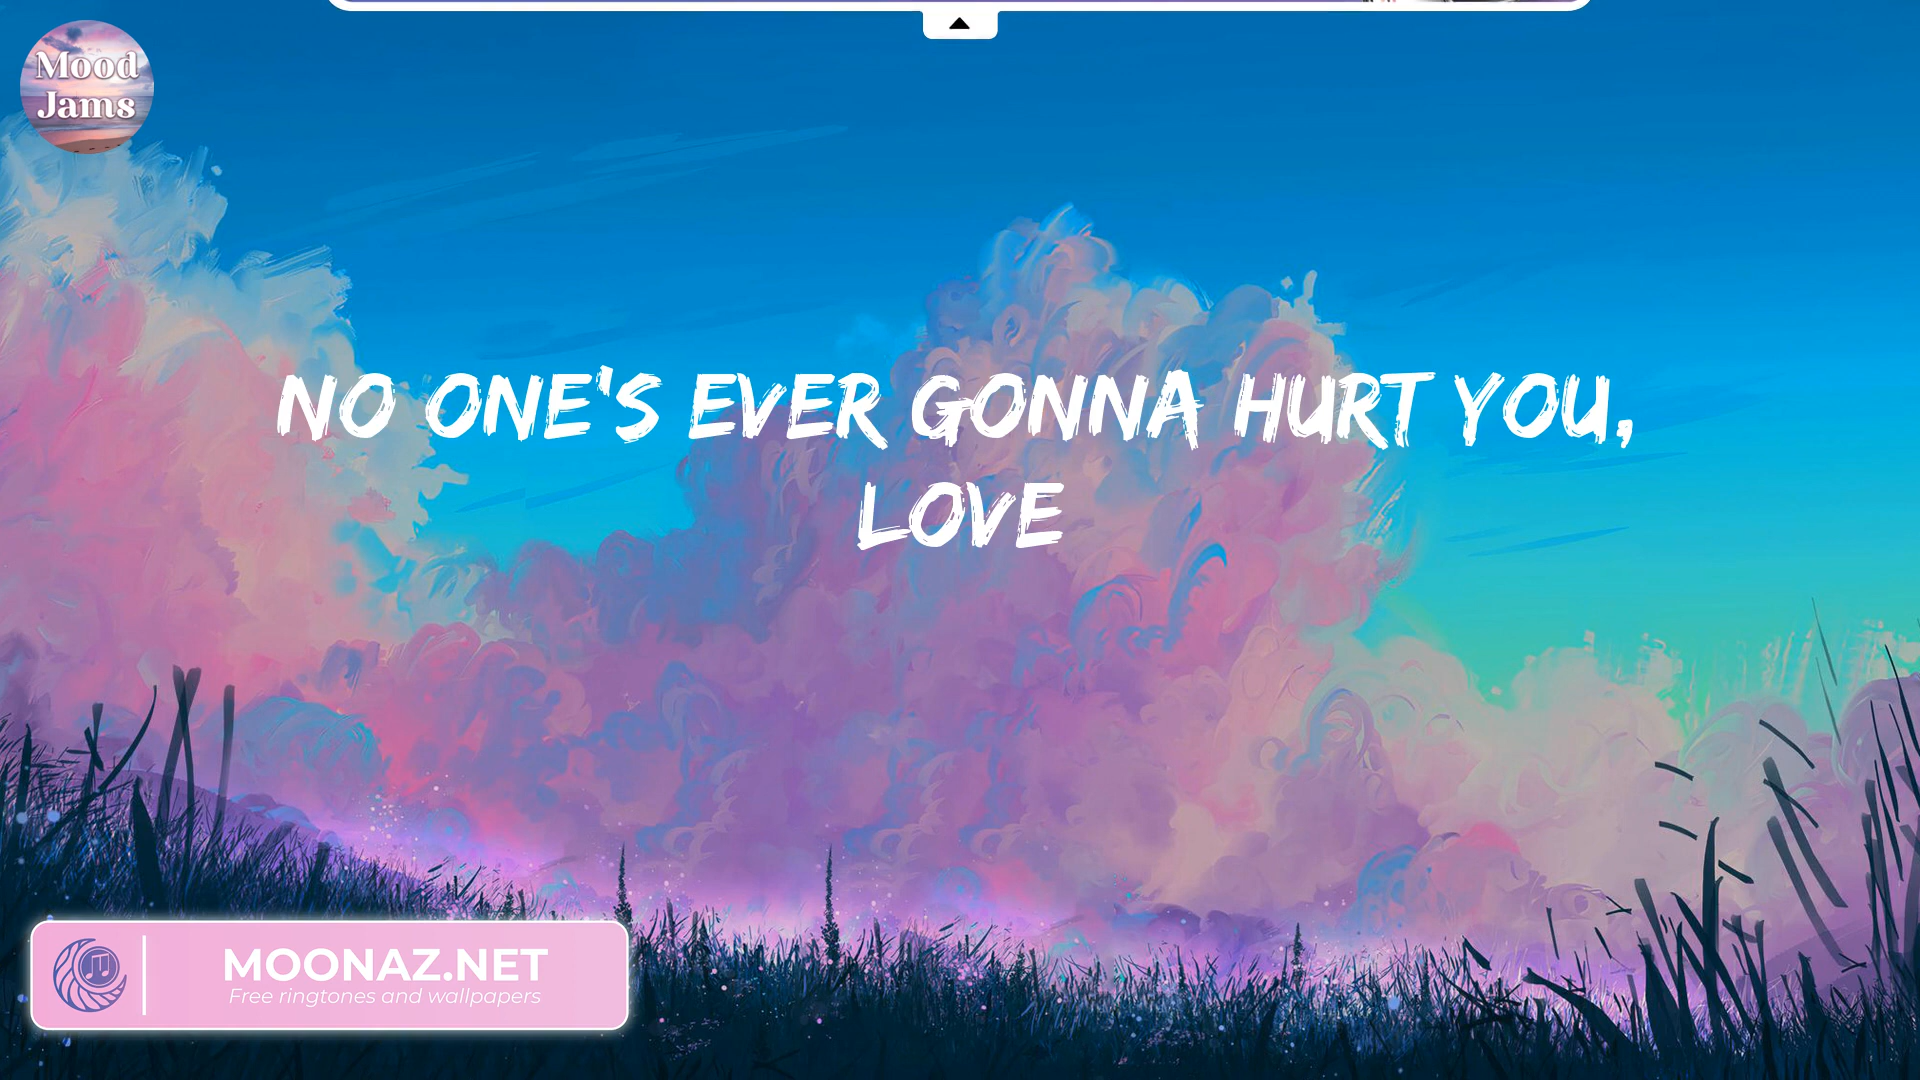 Mood
Jams
NO ONE'S EVER GONNA HURT YOU,
LOVE
MOONAZ.NET
Free ringtones and wallpapers